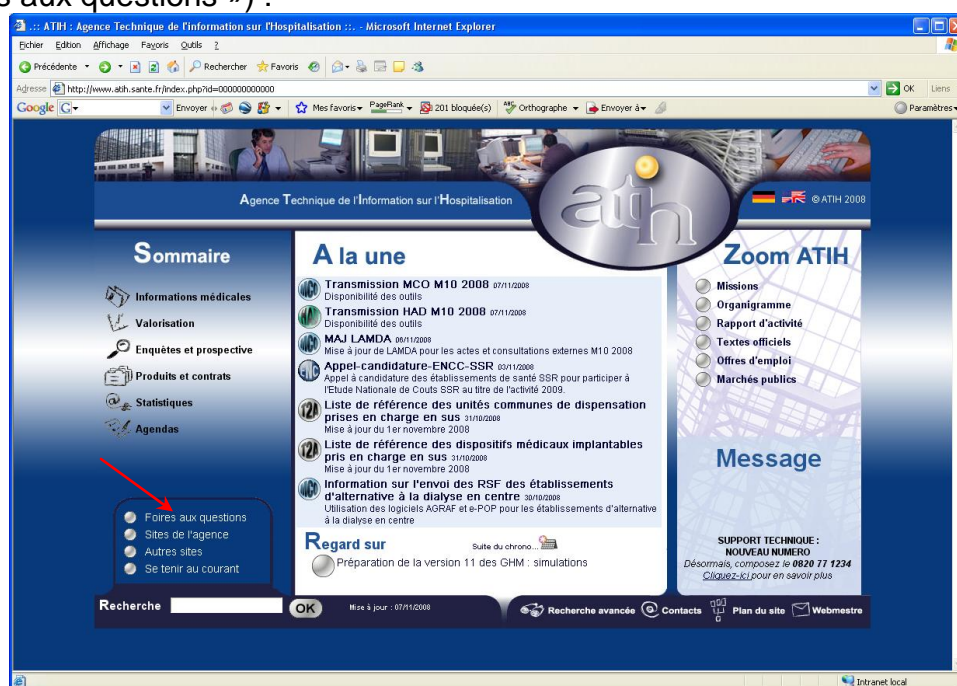 s aux questions ») :
.:: ATIH : Agence Technique de l'information sur l'Hospitalisation ::. - Microsoft Internet Explorer
Fichier Edition Affichage Favoris Outils ?
Précédente Rechercher Favoris
Adresse http://www.atih.sante.fr/index.php?id=000000000000 OK Liens
Google G Envoyer Mes favoris PageRank 201 bloquée(s) Orthographe Envoyer à Paramètres
atih
Agence Technique de l'Information sur l'Hospitalisation
© ATIH 2008
Sommaire
Informations médicales
Valorisation
Enquêtes et prospective
Produits et contrats
Statistiques
Agendas
Foires aux questions
Sites de l'agence
Autres sites
Se tenir au courant
A la une
Transmission MCO M10 2008 07/11/2008
Disponibilité des outils
Transmission HAD M10 2008 07/11/2008
Disponibilité des outils
MAJ LAMDA 06/11/2008
Mise à jour de LAMDA pour les actes et consultations externes M10 2008
Appel-candidature-ENCC-SSR 03/11/2008
Appel à candidature des établissements de santé SSR pour participer à
l'Etude Nationale de Couts SSR au titre de l'activité 2009.
Liste de référence des unités communes de dispensation
prises en charge en sus 31/10/2008
Mise à jour du 1er novembre 2008
Liste de référence des dispositifs médicaux implantables
pris en charge en sus 31/10/2008
Mise à jour du 1er novembre 2008
Information sur l'envoi des RSF des établissements
d'alternative à la dialyse en centre 30/10/2008
Utilisation des logiciels AGRAF et e-POP pour les établissements d'alternative
à la dialyse en centre
Regard sur Suite du chrono...
Préparation de la version 11 des GHM : simulations
Zoom ATIH
Missions
Organigramme
Rapport d'activité
Textes officiels
Offres d'emploi
Marchés publics
Message
SUPPORT TECHNIQUE :
NOUVEAU NUMERO
Désormais, composez le 0820 77 1234
Cliquez-ici pour en savoir plus
Recherche OK Mise à jour : 07/11/2008 Recherche avancée Contacts Plan du site Webmestre
Intranet local